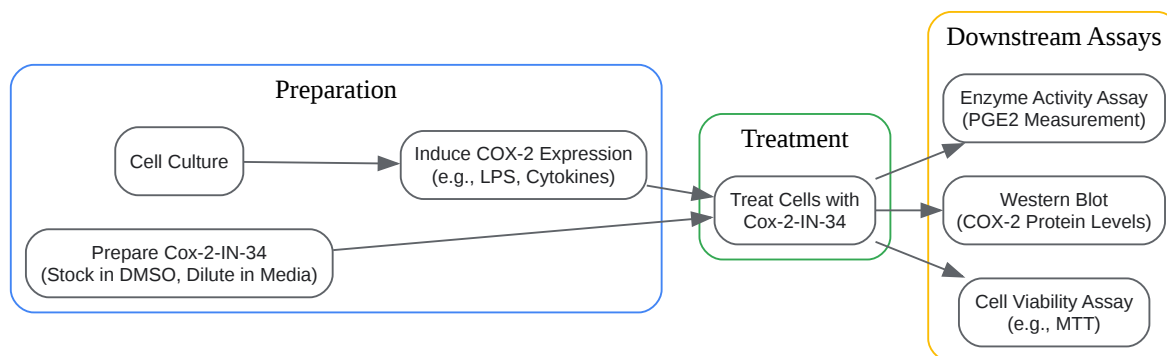 Preparation
Cell Culture
Induce COX-2 Expression
(e.g., LPS, Cytokines)
Prepare Cox-2-IN-34
(Stock in DMSO, Dilute in Media)
Treatment
Treat Cells with
Cox-2-IN-34
Downstream Assays
Enzyme Activity Assay
(PGE2 Measurement)
Western Blot
(COX-2 Protein Levels)
Cell Viability Assay
(e.g., MTT)